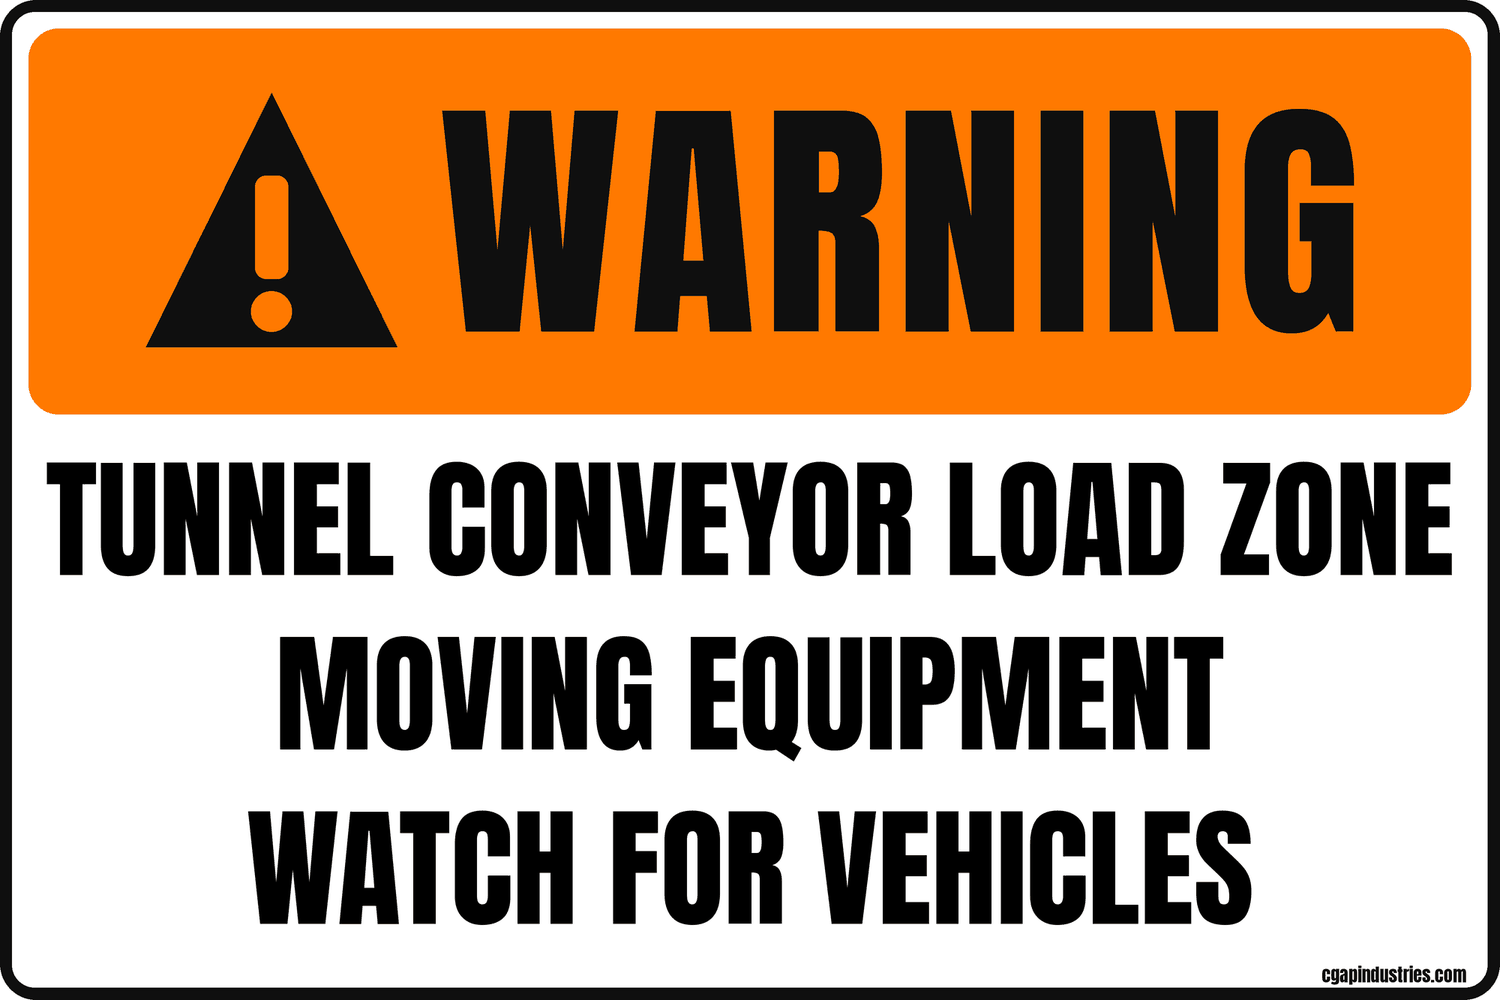 WARNING
TUNNEL CONVEYOR LOAD ZONE
MOVING EQUIPMENT
WATCH FOR VEHICLES
cgapindustries.com